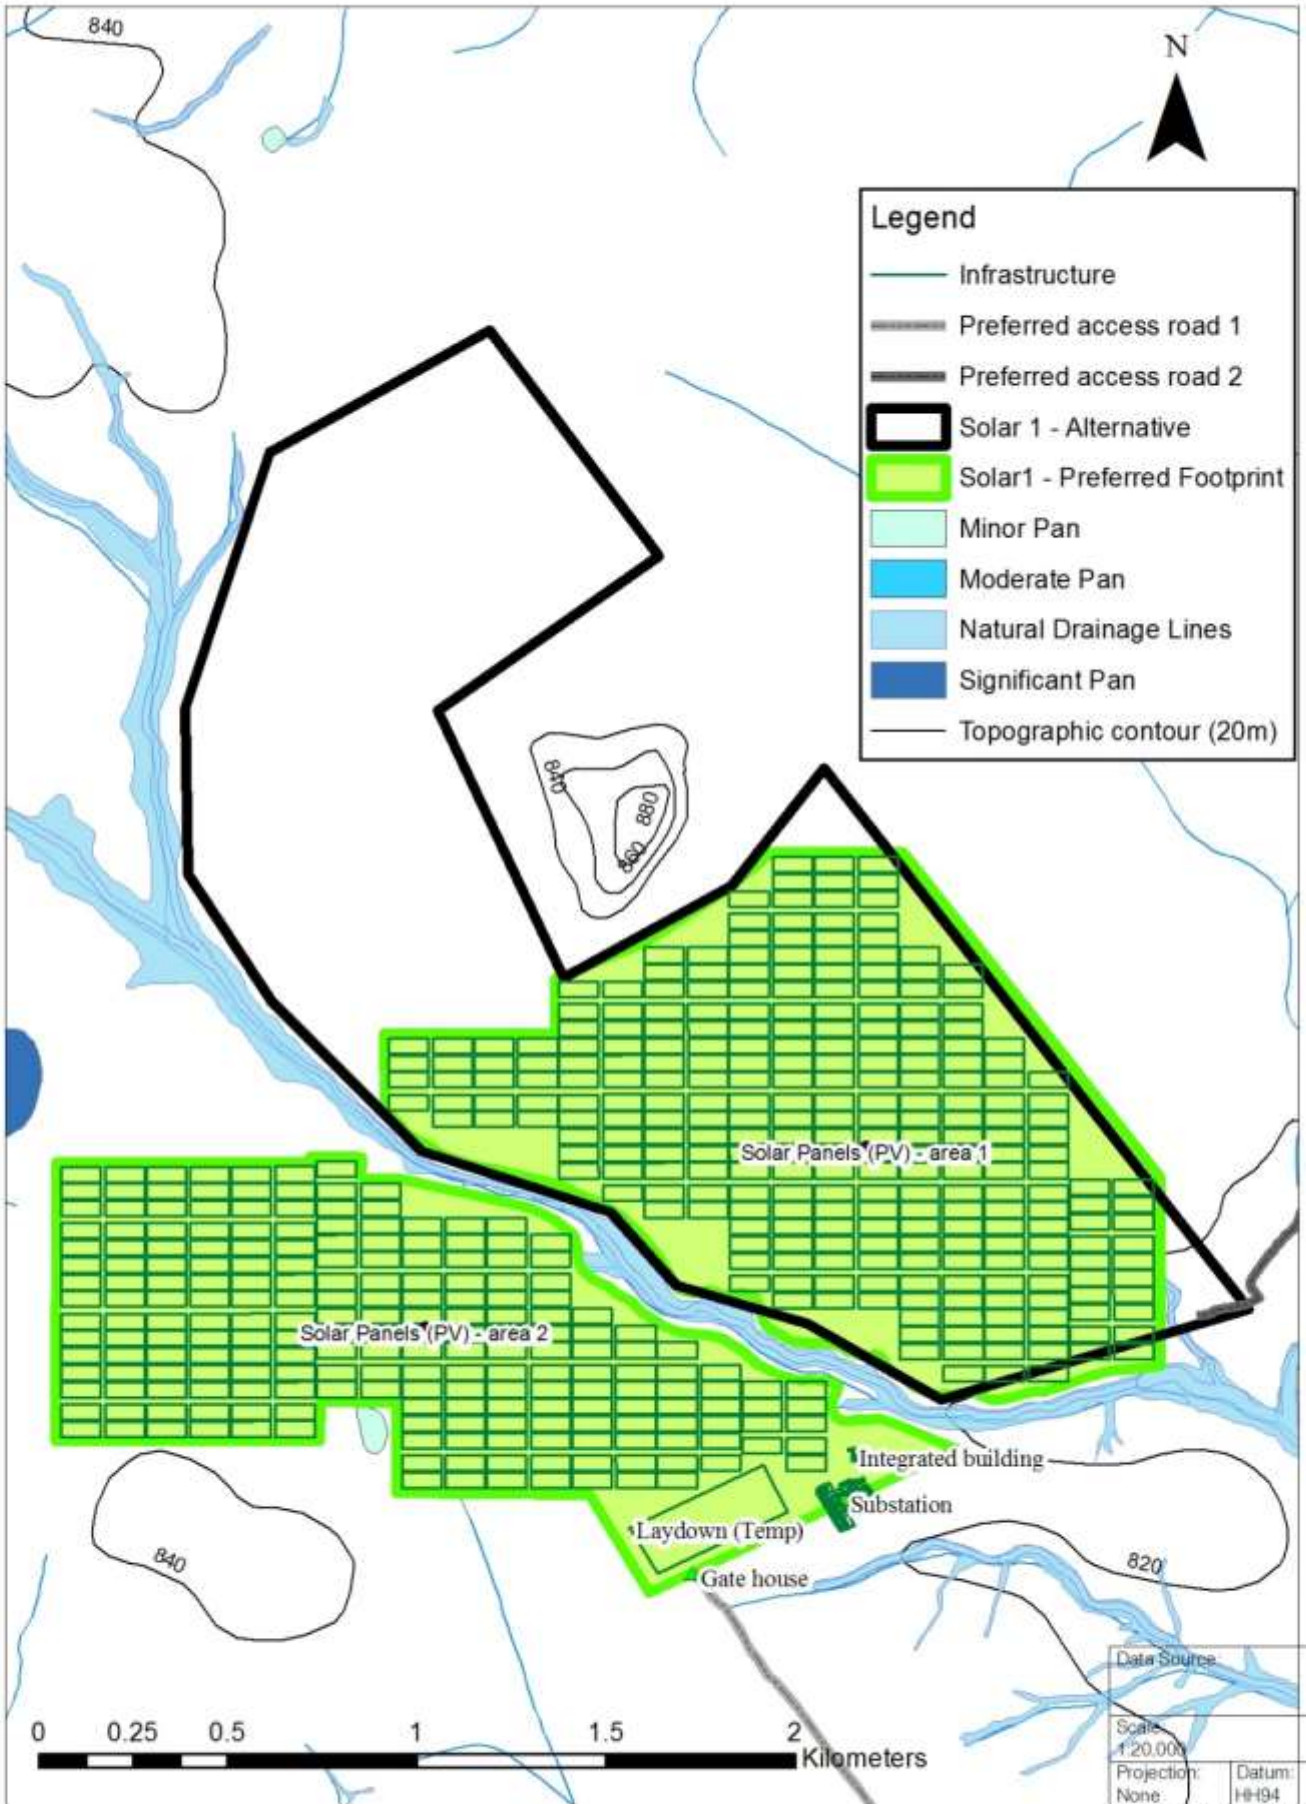 840
N
Legend
Infrastructure
Preferred access road 1
Preferred access road 2
Solar 1 - Alternative
Solar1 - Preferred Footprint
Minor Pan
Moderate Pan
Natural Drainage Lines
Significant Pan
Topographic contour (20m)
840
880
860
Solar Panels (PV) - area 1
Solar Panels (PV) - area 2
Integrated building
Substation
Laydown (Temp)
Gate house
840
820
0 0.25 0.5 1 1.5 2
Kilometers
Data Source:
Scale
1:20,000
Projection: Datum:
None HH94